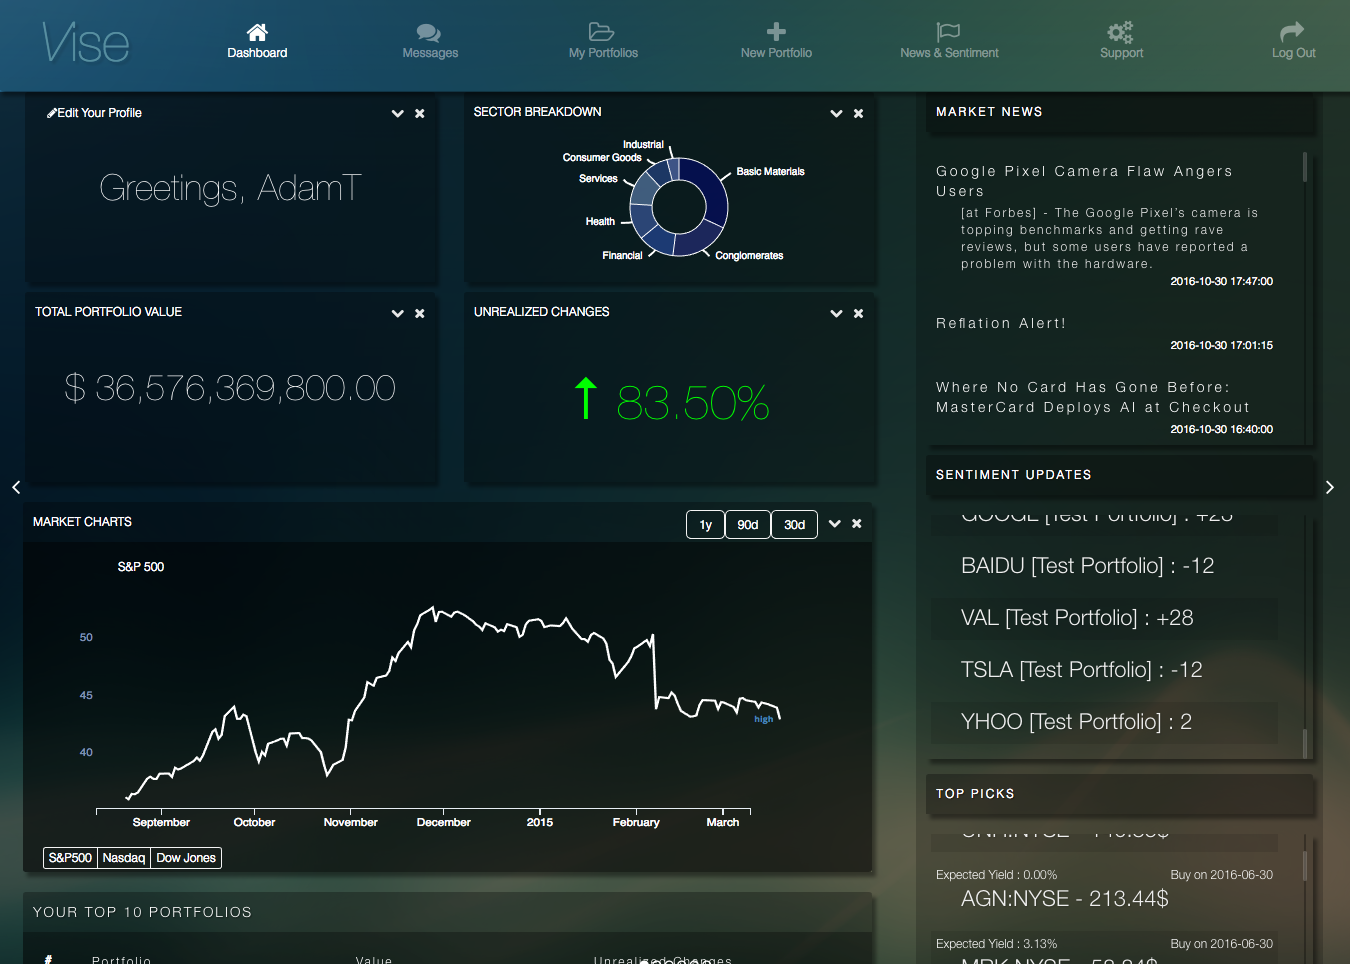 Vise
Dashboard
Messages
My Portfolios
New Portfolio
News & Sentiment
Support
Log Out
Edit Your Profile
Greetings, AdamT
SECTOR BREAKDOWN
Industrial
Consumer Goods
Services
Health
Financial
Basic Materials
Conglomerates
TOTAL PORTFOLIO VALUE
$ 36,576,369,800.00
UNREALIZED CHANGES
83.50%
MARKET CHARTS
1y
90d
30d
S&P 500
50
45
40
high
September
October
November
December
2015
February
March
S&P500
Nasdaq
Dow Jones
YOUR TOP 10 PORTFOLIOS
#
Portfolio
Value
Unrealized Changes
MARKET NEWS
Google Pixel Camera Flaw Angers
Users
[at Forbes] - The Google Pixel's camera is
topping benchmarks and getting rave
reviews, but some users have reported a
problem with the hardware.
2016-10-30 17:47:00
Reflation Alert!
2016-10-30 17:01:15
Where No Card Has Gone Before:
MasterCard Deploys AI at Checkout
2016-10-30 16:40:00
SENTIMENT UPDATES
GOOGL [Test Portfolio] :
BAIDU [Test Portfolio] : -12
VAL [Test Portfolio] : +28
TSLA [Test Portfolio] : -12
YHOO [Test Portfolio] : 2
TOP PICKS
Expected Yield : 0.00%
Buy on 2016-06-30
AGN:NYSE - 213.44$
Expected Yield : 3.13%
Buy on 2016-06-30